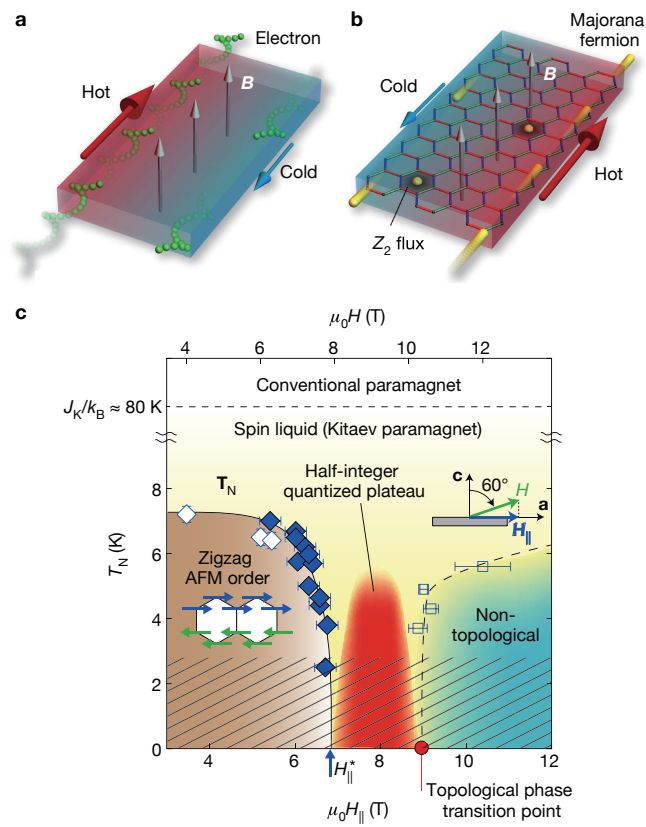 a
Electron
B
Hot
Cold
b
Majorana
fermion
B
Cold
Hot
Z2 flux
c
μ0H (T)
4 6 8 10 12
Conventional paramagnet
JK/kB ≈ 80 K
Spin liquid (Kitaev paramagnet)
TN
Half-integer
quantized plateau
c
60°
H
a
H||
8
6
4
2
0
TN (K)
Zigzag
AFM order
Non-
topological
4 6 8 10 12
H||*
μ0H|| (T)
Topological phase
transition point